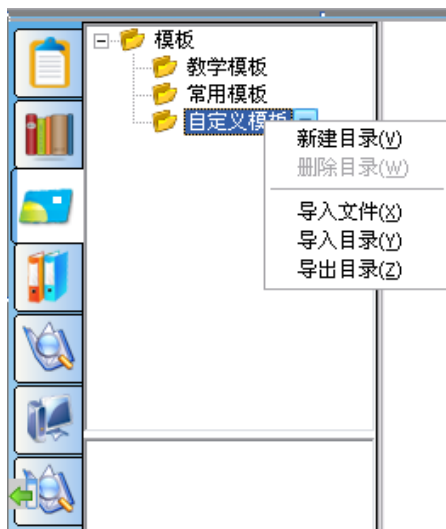 模板
教学模板
常用模板
自定义模板
新建目录(V)
删除目录(W)
导入文件(X)
导入目录(Y)
导出目录(Z)